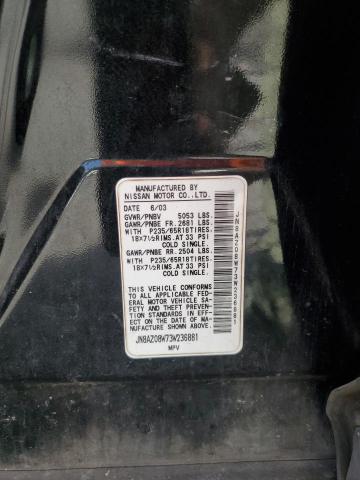 MANUFACTURED BY
NISSAN MOTOR CO.,LTD.
DATE 6/03
GVWR/PNBV 5053 LBS.
GAWR/PNBE FR. 2681 LBS.
WITH P235/65R18TIRES
18X7½RIMS.AT 33 PSI
COLD SINGLE.
GAWR/PNBE RR. 2504 LBS.
WITH P235/65R18TIRES.
18X7½RIMS.AT 33 PSI
COLD SINGLE.
THIS VEHICLE CONFORMS
TO ALL APPLICABLE FED-
ERAL MOTOR VEHICLE SA-
FETY AND THEFT PREVEN-
TION STANDARDS IN EFF-
ECT ON THE DATE OF MAN-
UFACTURE SHOWN ABOVE.
JN8AZ08W73W236881
MPV
JN8AZ08W73W236881